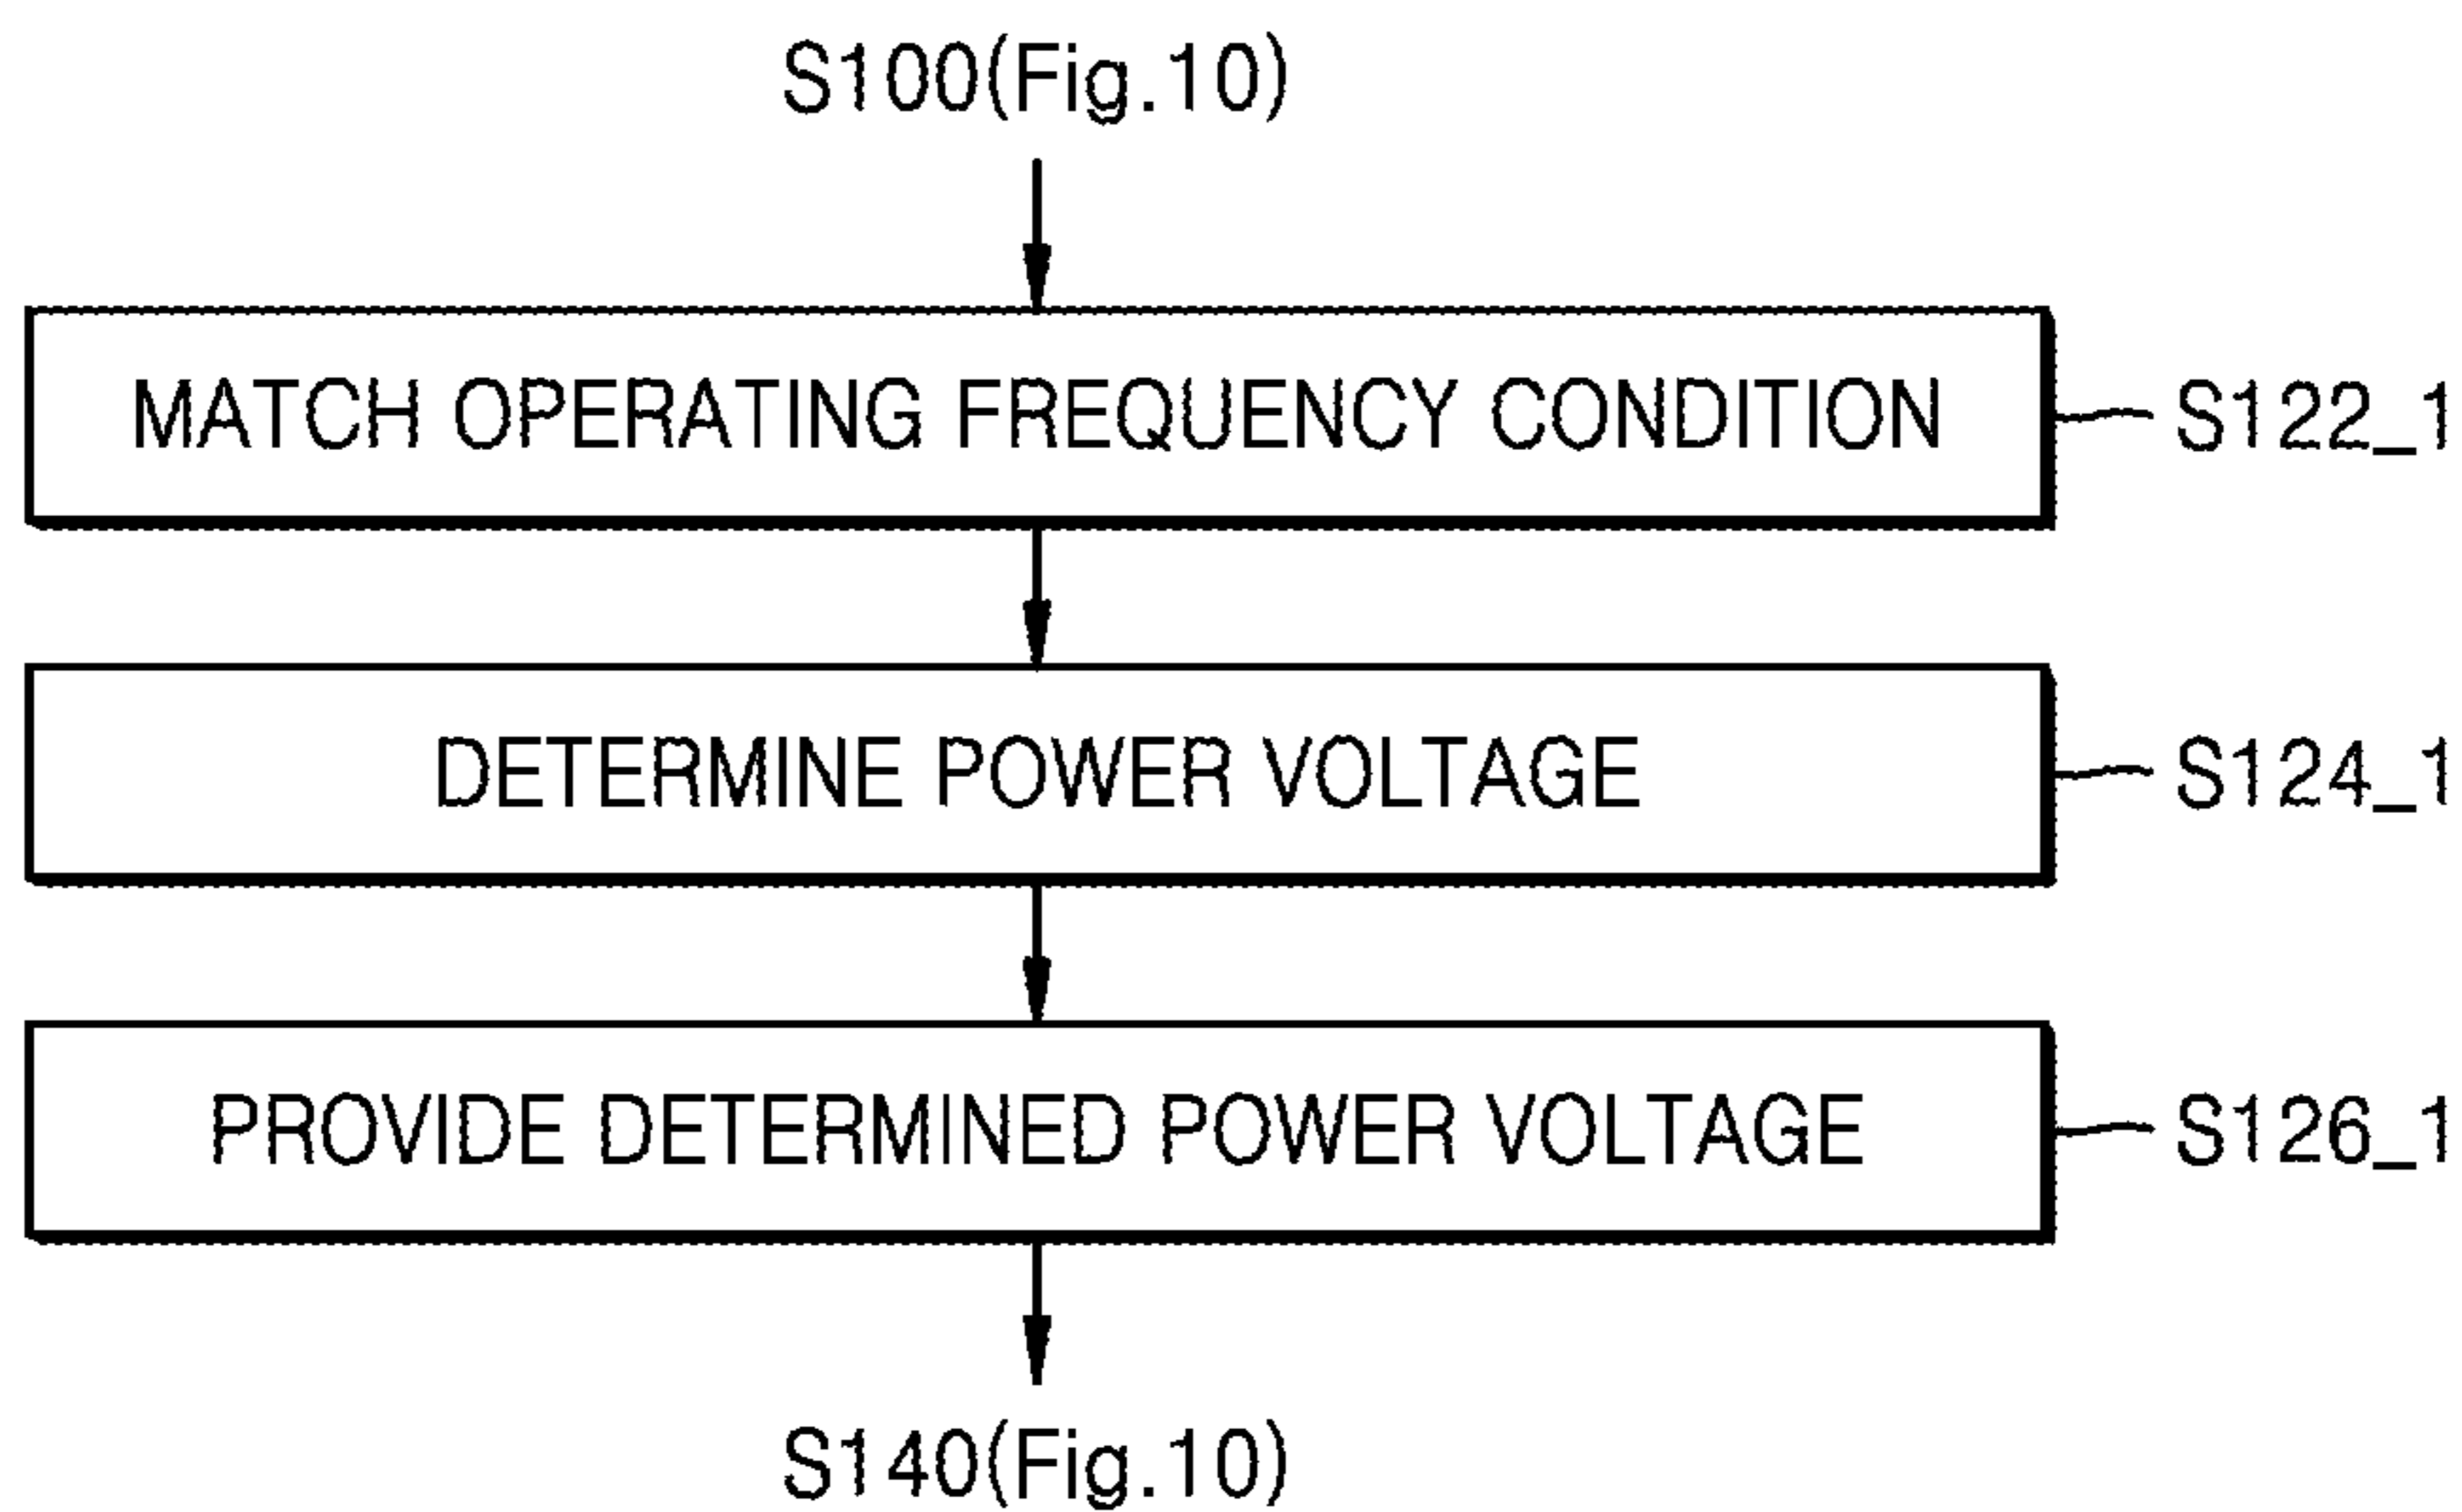 S100(Fig.10)
MATCH OPERATING FREQUENCY CONDITION
S122_1
DETERMINE POWER VOLTAGE
S124_1
PROVIDE DETERMINED POWER VOLTAGE
S126_1
S140(Fig.10)